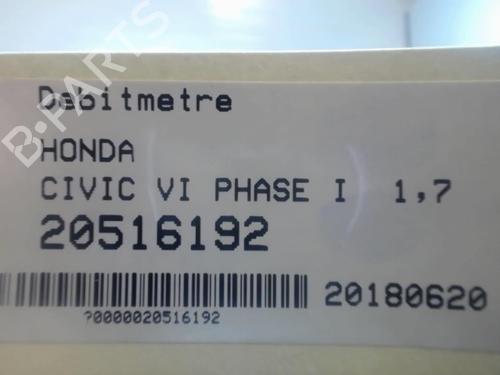 Debitmetre
HONDA
CIVIC VI PHASE I 1,7
20516192
20180620
?0000020516192
B-PARTS